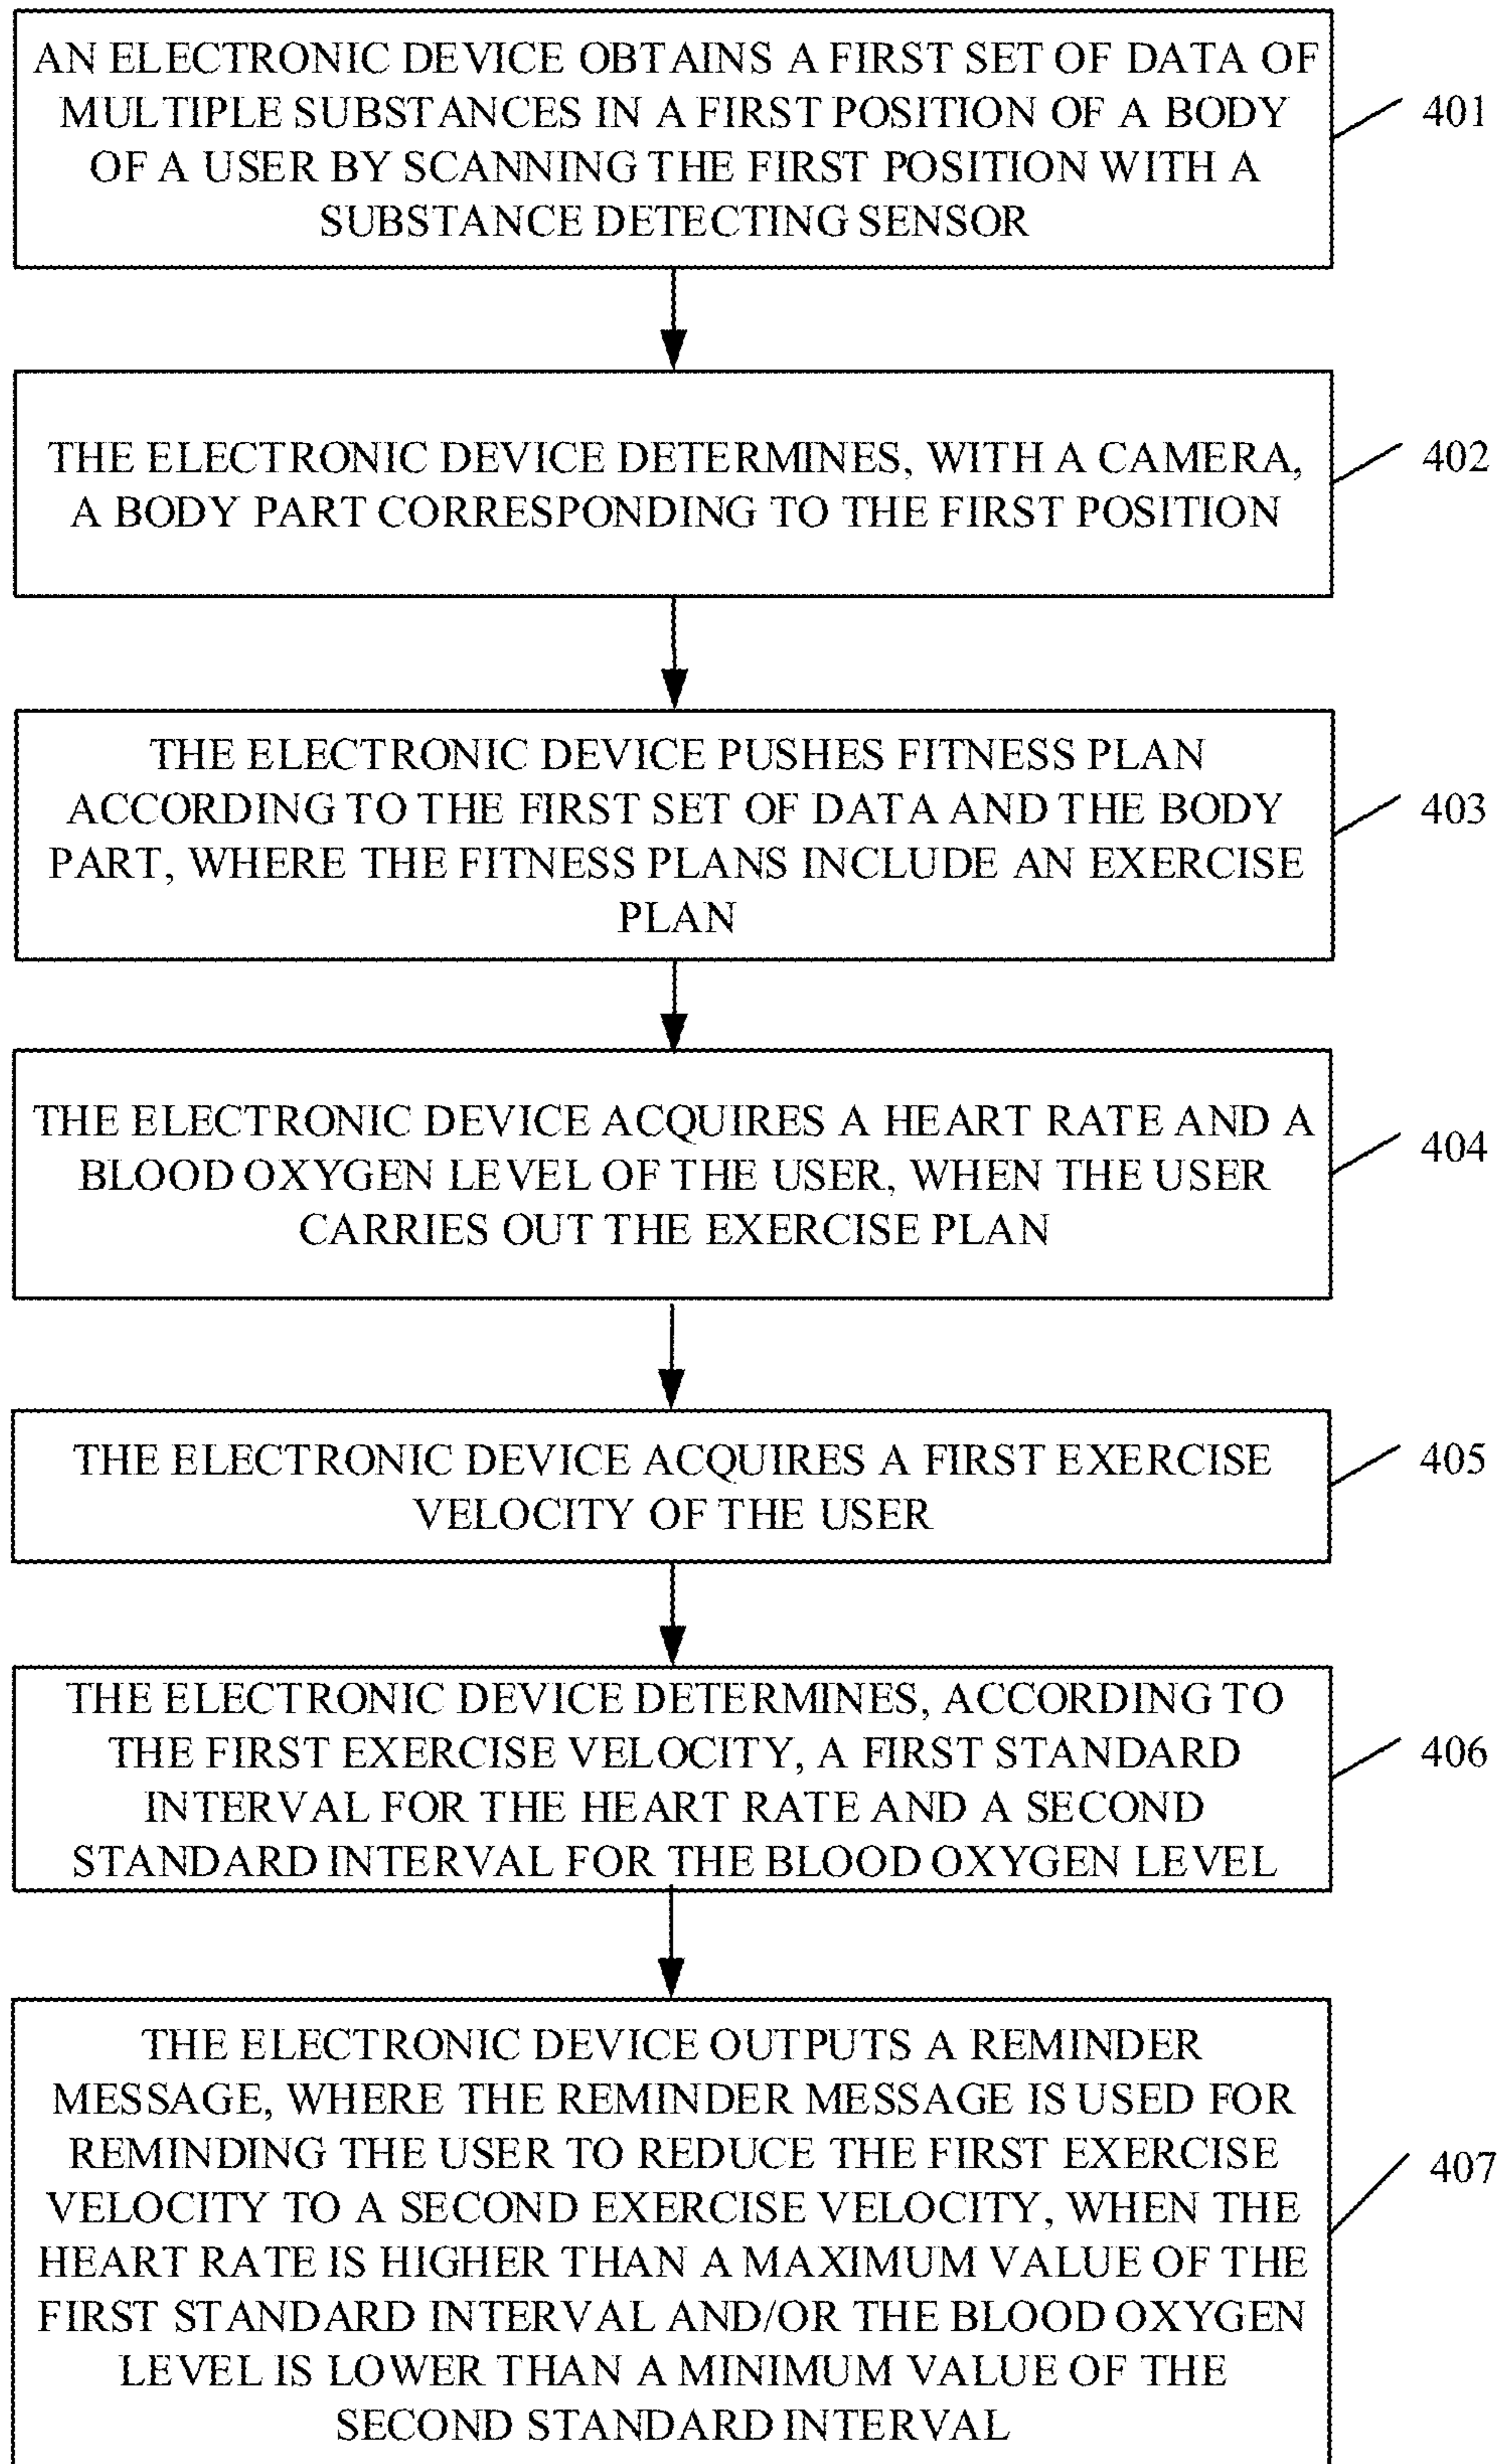 AN ELECTRONIC DEVICE OBTAINS A FIRST SET OF DATA OF
MULTIPLE SUBSTANCES IN A FIRST POSITION OF A BODY
OF A USER BY SCANNING THE FIRST POSITION WITH A
SUBSTANCE DETECTING SENSOR
401
THE ELECTRONIC DEVICE DETERMINES, WITH A CAMERA,
A BODY PART CORRESPONDING TO THE FIRST POSITION
402
THE ELECTRONIC DEVICE PUSHES FITNESS PLAN
ACCORDING TO THE FIRST SET OF DATA AND THE BODY
PART, WHERE THE FITNESS PLANS INCLUDE AN EXERCISE
PLAN
403
THE ELECTRONIC DEVICE ACQUIRES A HEART RATE AND A
BLOOD OXYGEN LEVEL OF THE USER, WHEN THE USER
CARRIES OUT THE EXERCISE PLAN
404
THE ELECTRONIC DEVICE ACQUIRES A FIRST EXERCISE
VELOCITY OF THE USER
405
THE ELECTRONIC DEVICE DETERMINES, ACCORDING TO
THE FIRST EXERCISE VELOCITY, A FIRST STANDARD
INTERVAL FOR THE HEART RATE AND A SECOND
STANDARD INTERVAL FOR THE BLOOD OXYGEN LEVEL
406
THE ELECTRONIC DEVICE OUTPUTS A REMINDER
MESSAGE, WHERE THE REMINDER MESSAGE IS USED FOR
REMINDING THE USER TO REDUCE THE FIRST EXERCISE
VELOCITY TO A SECOND EXERCISE VELOCITY, WHEN THE
HEART RATE IS HIGHER THAN A MAXIMUM VALUE OF THE
FIRST STANDARD INTERVAL AND/OR THE BLOOD OXYGEN
LEVEL IS LOWER THAN A MINIMUM VALUE OF THE
SECOND STANDARD INTERVAL
407